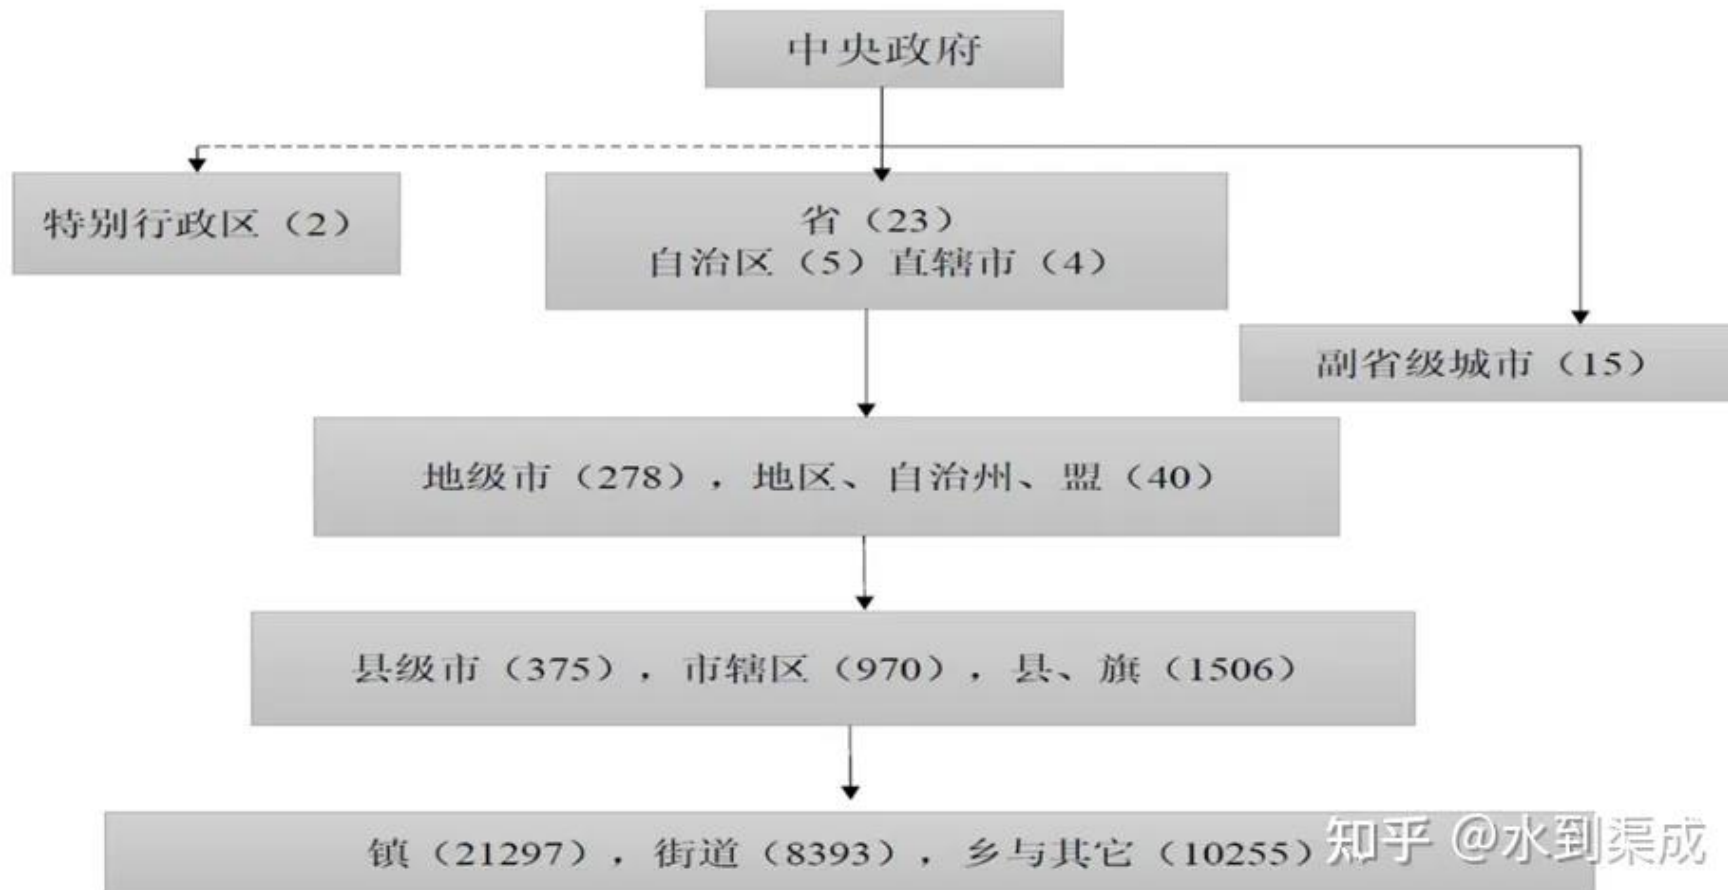 中央政府
特别行政区（2）
省（23）
自治区（5）直辖市（4）
副省级城市（15）
地级市（278），地区、自治州、盟（40）
县级市（375），市辖区（970），县、旗（1506）
镇（21297），街道（8393），乡与其它（10255）
知乎 @水到渠成